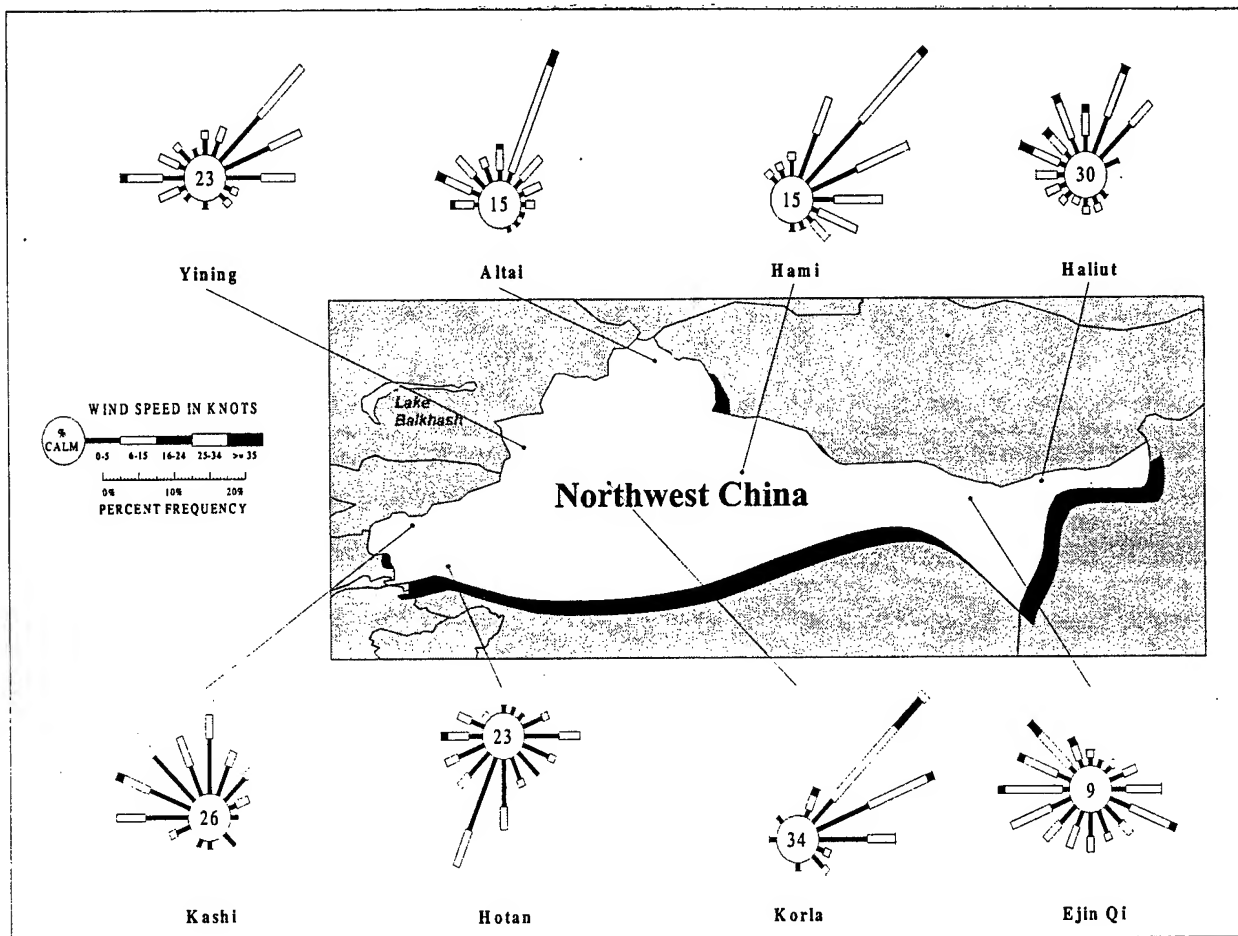 23
15
15
30
Yining
Altai
Hami
Haliut
Lake
Balkhash
WIND SPEED IN KNOTS
%
CALM
0-5 6-15 16-24 25-34 >= 35
0% 10% 20%
PERCENT FREQUENCY
Northwest China
26
23
34
9
Kashi
Hotan
Korla
Ejin Qi